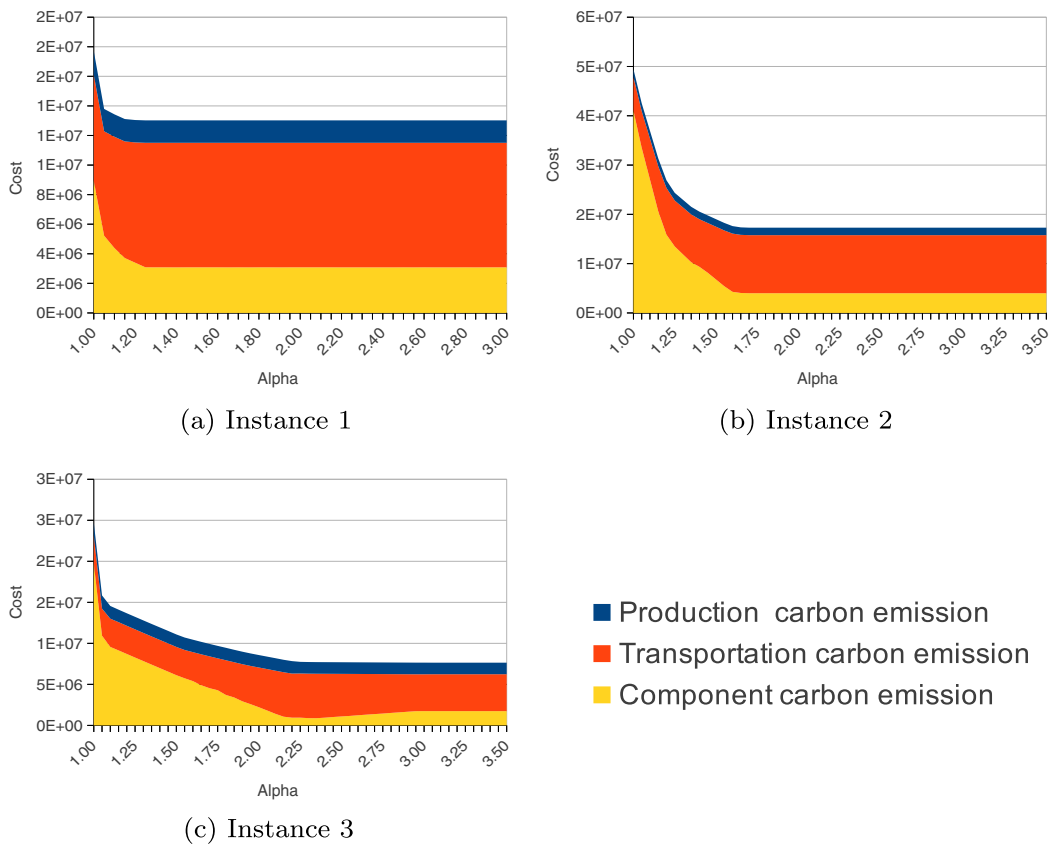 2E+07
2E+07
2E+07
1E+07
1E+07
1E+07
8E+06
6E+06
4E+06
2E+06
0E+00
Cost
1.00 1.20 1.40 1.60 1.80 2.00 2.20 2.40 2.60 2.80 3.00
Alpha
(a) Instance 1
6E+07
5E+07
4E+07
3E+07
2E+07
1E+07
0E+00
Cost
1.00 1.25 1.50 1.75 2.00 2.25 2.50 2.75 3.00 3.25 3.50
Alpha
(b) Instance 2
3E+07
3E+07
2E+07
2E+07
1E+07
5E+06
0E+00
Cost
1.00 1.25 1.50 1.75 2.00 2.25 2.50 2.75 3.00 3.25 3.50
Alpha
(c) Instance 3
Production carbon emission
Transportation carbon emission
Component carbon emission